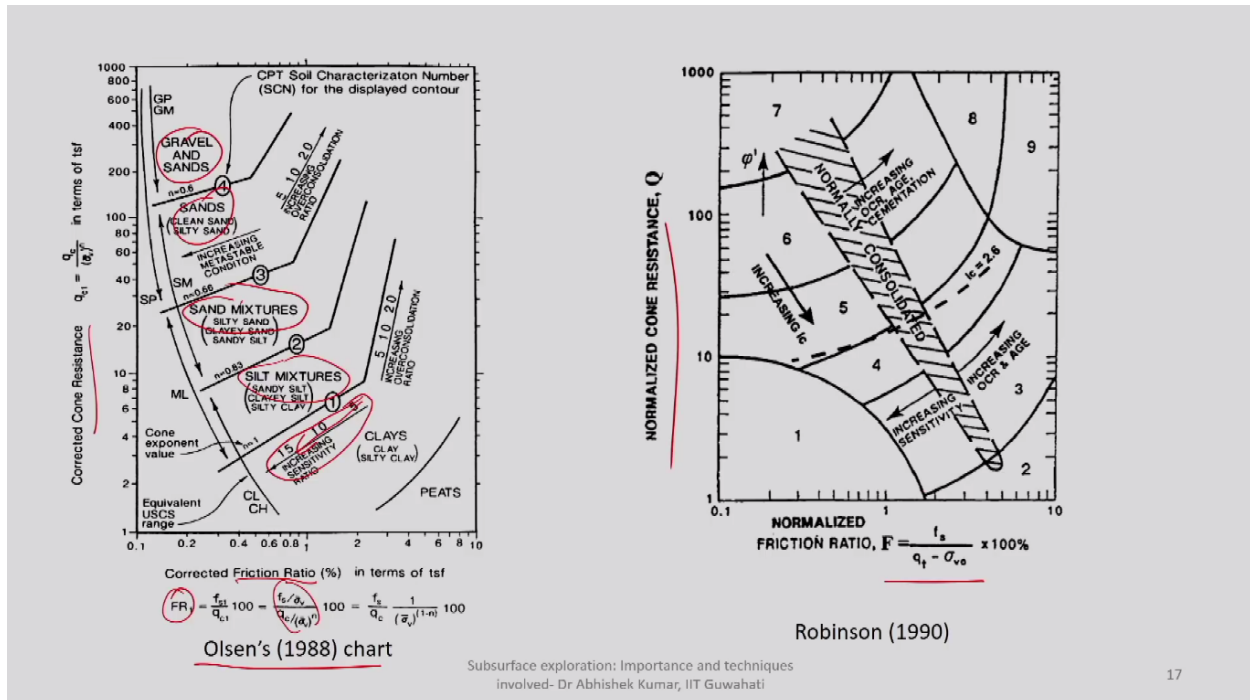 1000
800
600
400
200
100
80
60
40
20
10
8
6
4
2
1
0.1
0.2
0.4
0.6
0.8
1
2
4
6
8
10
Corrected Cone Resistance
in terms of tsf
GP
GM
CPT Soil Characterizaton Number
(SCN) for the displayed contour
GRAVEL
AND
SANDS
n=0.6
4
SANDS
(CLEAN SAND
SILTY SAND)
5 10 20
INCREASING
OVERCONSOLIDATION
RATIO
INCREASING
METASTABLE
CONDITON
3
SM
SP
n=0.66
SAND MIXTURES
(SILTY SAND
CLAYEY SAND
SANDY SILT)
2
n=0.83
SILT MIXTURES
(SANDY SILT
CLAYEY SILT
SILTY CLAY)
1
ML
5 10 20
INCREASING
OVERCONSOLIDATION
RATIO
Cone
exponent
value
n=1
INCREASING
SENSITIVITY
RATIO
CLAYS
(CLAY
SILTY CLAY)
PEATS
Equivalent
USCS
range
CL
CH
Corrected Friction Ratio (%) in terms of tsf
Olsen's (1988) chart
NORMALIZED CONE RESISTANCE, Q
1000
100
10
1
0.1
1
10
7
8
9
φ'
NORMALLY CONSOLIDATED
INCREASING
OCR, AGE,
CEMENTATION
6
INCREASING Ic
5
Ic = 2.6
4
INCREASING
OCR & AGE
3
INCREASING
SENSITIVITY
1
2
NORMALIZED
FRICTION RATIO, F = fs / (qt - σvo) x 100%
Robinson (1990)
Subsurface exploration: Importance and techniques
involved- Dr Abhishek Kumar, IIT Guwahati
17